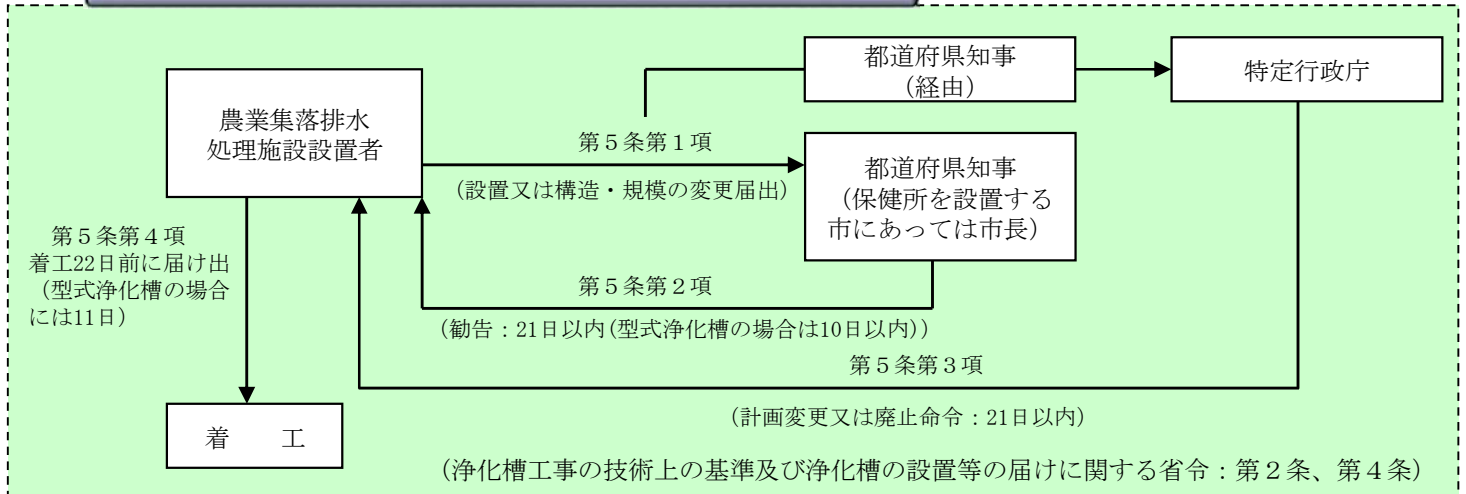 都道府県知事
（経由）
特定行政庁
農業集落排水
処理施設設置者
第５条第１項
（設置又は構造・規模の変更届出）
都道府県知事
（保健所を設置する
市にあっては市長）
第５条第４項
着工22日前に届け出
（型式浄化槽の場合
には11日）
第５条第２項
（勧告：21日以内(型式浄化槽の場合は10日以内)）
第５条第３項
（計画変更又は廃止命令：21日以内）
着　　工
（浄化槽工事の技術上の基準及び浄化槽の設置等の届けに関する省令：第２条、第４条）